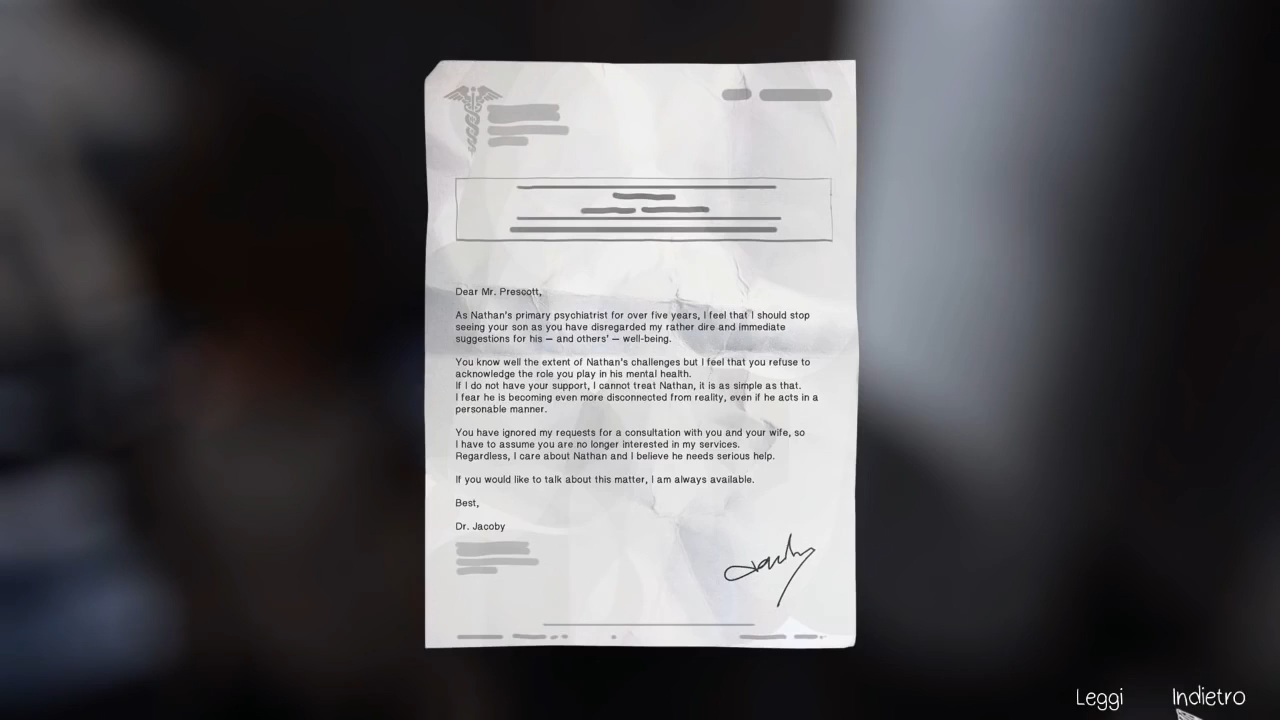 Dear Mr. Prescott,
As Nathan's primary psychiatrist for over five years, I feel that I should stop
seeing your son as you have disregarded my rather dire and immediate
suggestions for his — and others' — well-being.
You know well the extent of Nathan's challenges but I feel that you refuse to
acknowledge the role you play in his mental health.
If I do not have your support, I cannot treat Nathan, it is as simple as that.
I fear he is becoming even more disconnected from reality, even if he acts in a
personable manner.
You have ignored my requests for a consultation with you and your wife, so
I have to assume you are no longer interested in my services.
Regardless, I care about Nathan and I believe he needs serious help.
If you would like to talk about this matter, I am always available.
Best,
Dr. Jacoby
Leggi Indietro